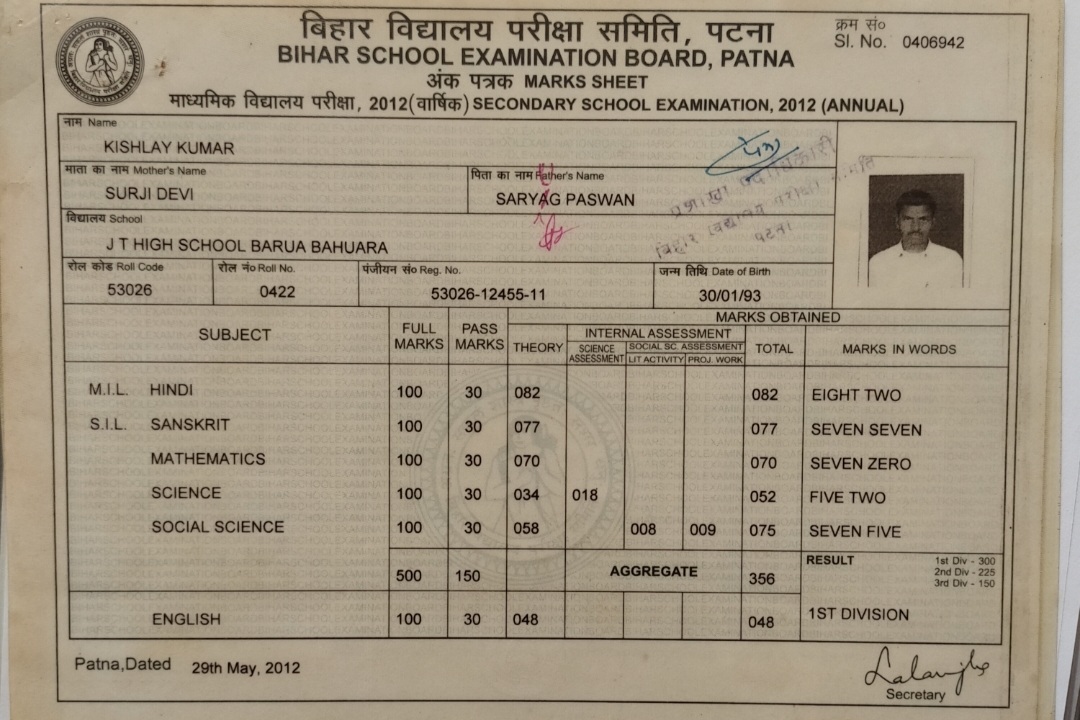 बिहार विद्यालय परीक्षा समिति, पटना
क्रम सं०
Sl. No. 0406942
BIHAR SCHOOL EXAMINATION BOARD, PATNA
अंक पत्रक MARKS SHEET
माध्यमिक विद्यालय परीक्षा, 2012(वार्षिक) SECONDARY SCHOOL EXAMINATION, 2012 (ANNUAL)
नाम Name
KISHLAY KUMAR
माता का नाम Mother's Name पिता का नाम Father's Name
SURJI DEVI SARYAG PASWAN
विद्यालय School
J T HIGH SCHOOL BARUA BAHUARA
बिहार विद्यालय परीक्षा समिति
पटना
रोल कोड Roll Code रोल नं० Roll No. पंजीयन सं० Reg. No. जन्म तिथि Date of Birth
53026 0422 53026-12455-11 30/01/93
SUBJECT FULL MARKS PASS MARKS MARKS OBTAINED
THEORY INTERNAL ASSESSMENT TOTAL MARKS IN WORDS
SCIENCE ASSESSMENT SOCIAL SC. ASSESSMENT
LIT ACTIVITY PROJ. WORK
M.I.L. HINDI 100 30 082 082 EIGHT TWO
S.I.L. SANSKRIT 100 30 077 077 SEVEN SEVEN
MATHEMATICS 100 30 070 070 SEVEN ZERO
SCIENCE 100 30 034 018 052 FIVE TWO
SOCIAL SCIENCE 100 30 058 008 009 075 SEVEN FIVE
500 150 AGGREGATE 356 RESULT 1st Div - 300
2nd Div - 225
3rd Div - 150
ENGLISH 100 30 048 048 1ST DIVISION
Patna,Dated 29th May, 2012
Secretary